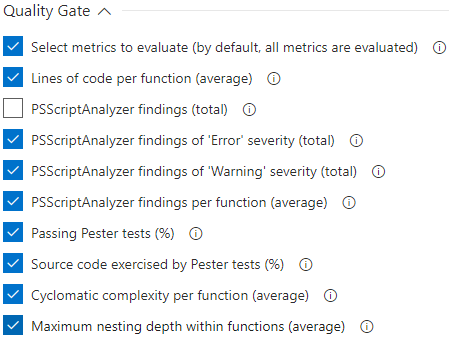 Quality Gate
Select metrics to evaluate (by default, all metrics are evaluated)
Lines of code per function (average)
PSScriptAnalyzer findings (total)
PSScriptAnalyzer findings of 'Error' severity (total)
PSScriptAnalyzer findings of 'Warning' severity (total)
PSScriptAnalyzer findings per function (average)
Passing Pester tests (%)
Source code exercised by Pester tests (%)
Cyclomatic complexity per function (average)
Maximum nesting depth within functions (average)